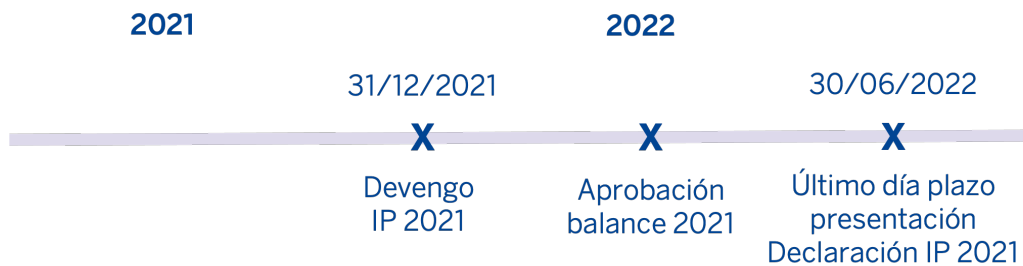 2021
2022
31/12/2021
30/06/2022
X
X
X
Devengo
IP 2021
Aprobación
balance 2021
Último día plazo
presentación
Declaración IP 2021